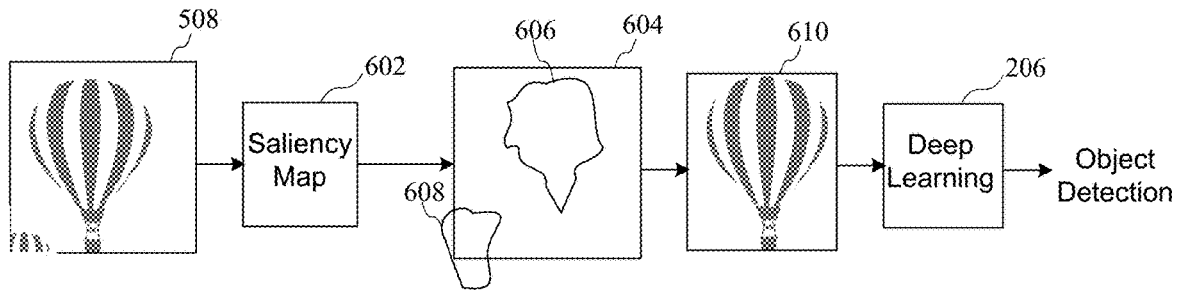 508
602
Saliency
Map
606
604
608
610
206
Deep
Learning
Object
Detection